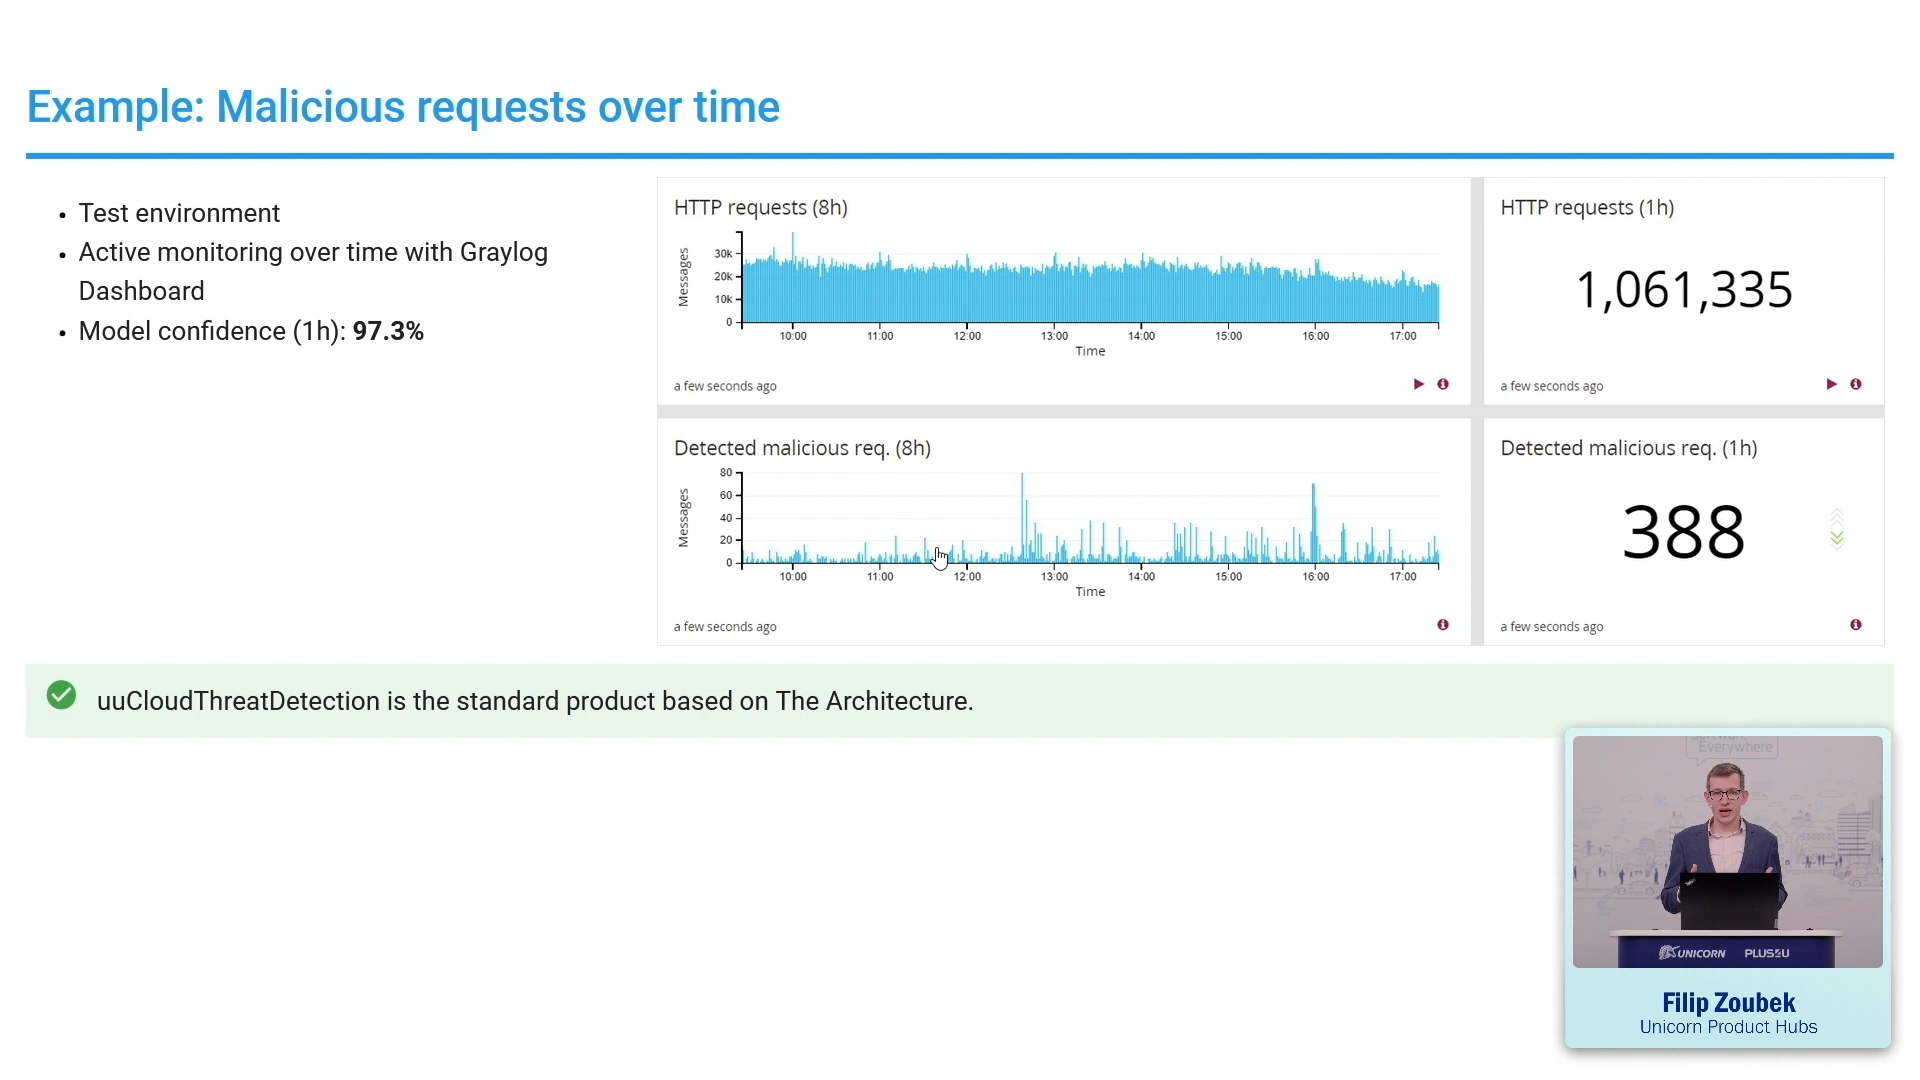 Example: Malicious requests over time
• Test environment
• Active monitoring over time with Graylog
Dashboard
• Model confidence (1h): 97.3%
HTTP requests (8h)
Messages
30k
20k
10k
0
10:00 11:00 12:00 13:00 14:00 15:00 16:00 17:00
Time
a few seconds ago
HTTP requests (1h)
1,061,335
a few seconds ago
Detected malicious req. (8h)
Messages
80
60
40
20
0
10:00 11:00 12:00 13:00 14:00 15:00 16:00 17:00
Time
a few seconds ago
Detected malicious req. (1h)
388
a few seconds ago
uuCloudThreatDetection is the standard product based on The Architecture.
Software
Everywhere
UNICORN PLUS4U
Filip Zoubek
Unicorn Product Hubs